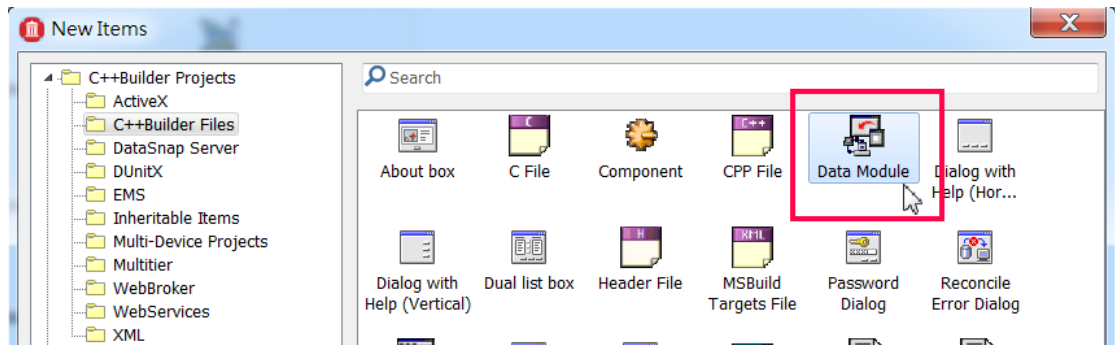 New Items
C++Builder Projects
ActiveX
C++Builder Files
DataSnap Server
DUnitX
EMS
Inheritable Items
Multi-Device Projects
Multitier
WebBroker
WebServices
XML
Search
C
C++
About box
C File
Component
CPP File
Data Module
Dialog with
Help (Hor...
H
XML
Dialog with
Help (Vertical)
Dual list box
Header File
MSBuild
Targets File
Password
Dialog
Reconcile
Error Dialog